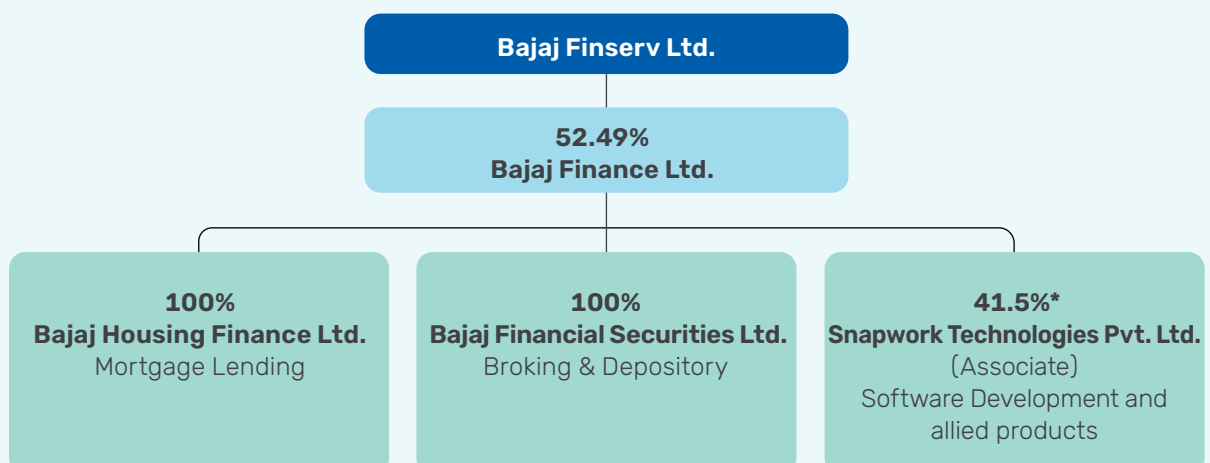 Bajaj Finserv Ltd.
52.49%
Bajaj Finance Ltd.
100%
Bajaj Housing Finance Ltd.
Mortgage Lending
100%
Bajaj Financial Securities Ltd.
Broking & Depository
41.5%*
Snapwork Technologies Pvt. Ltd.
(Associate)
Software Development and
allied products